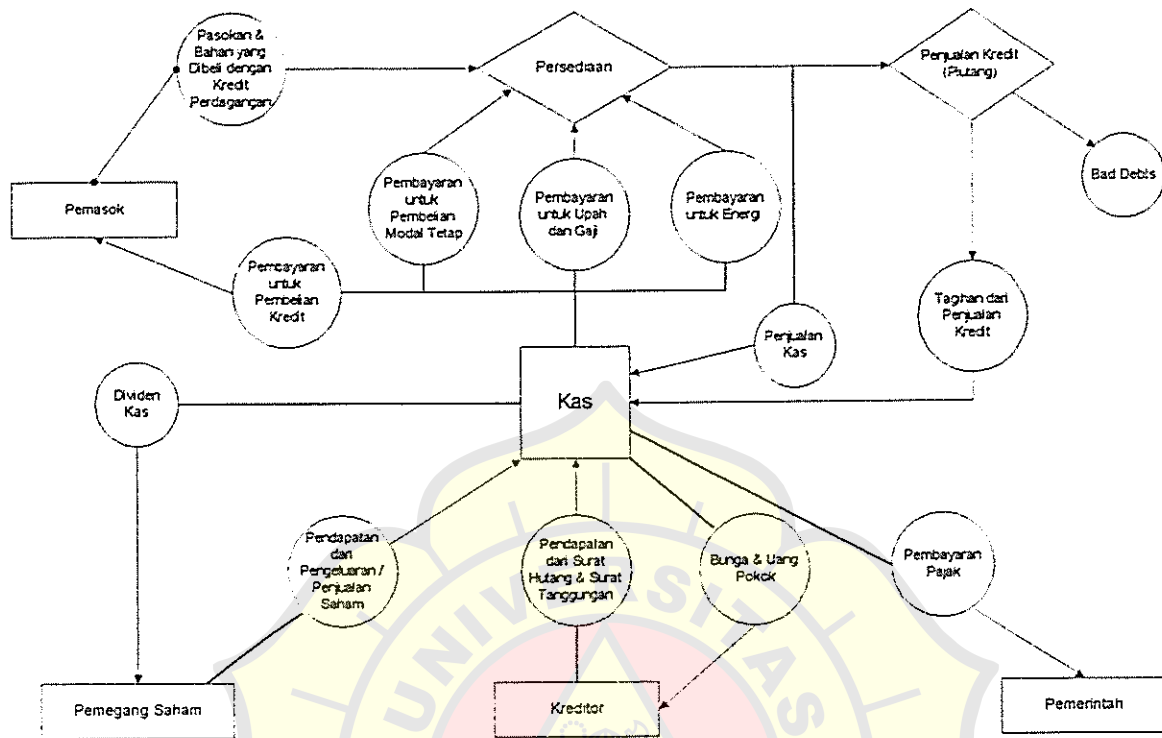 Pasokan &
Bahan yang
Dibeli dengan
Kredit
Perdagangan
Persediaan
Penjualan Kredit
(Piutang)
Bad Debts
Pemasok
Pembayaran
untuk
Pembelian
Modal Tetap
Pembayaran
untuk Upah
dan Gaji
Pembayaran
untuk Energi
Pembayaran
untuk
Pembelian
Kredit
Penjualan
Kas
Tagihan dari
Penjualan
Kredit
Dividen
Kas
Kas
Pendapatan
dari
Pengeluaran /
Penjualan
Saham
Pendapatan
dari Surat
Hutang & Surat
Tanggungan
Bunga & Uang
Pokok
Pembayaran
Pajak
UNIVERSITAS
Pemegang Saham
Kreditor
Pemerintah